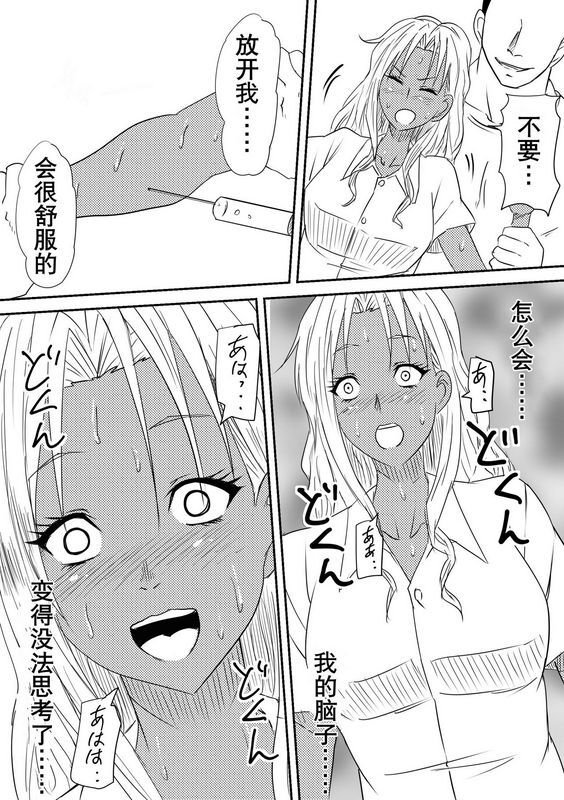 不要…
放开我……
会很舒服的
怎么会……
あ…
どくん
どくん
ああ…
我的脑子……
あは?…
どくん
变得没法思考了……
どくん
あはは…